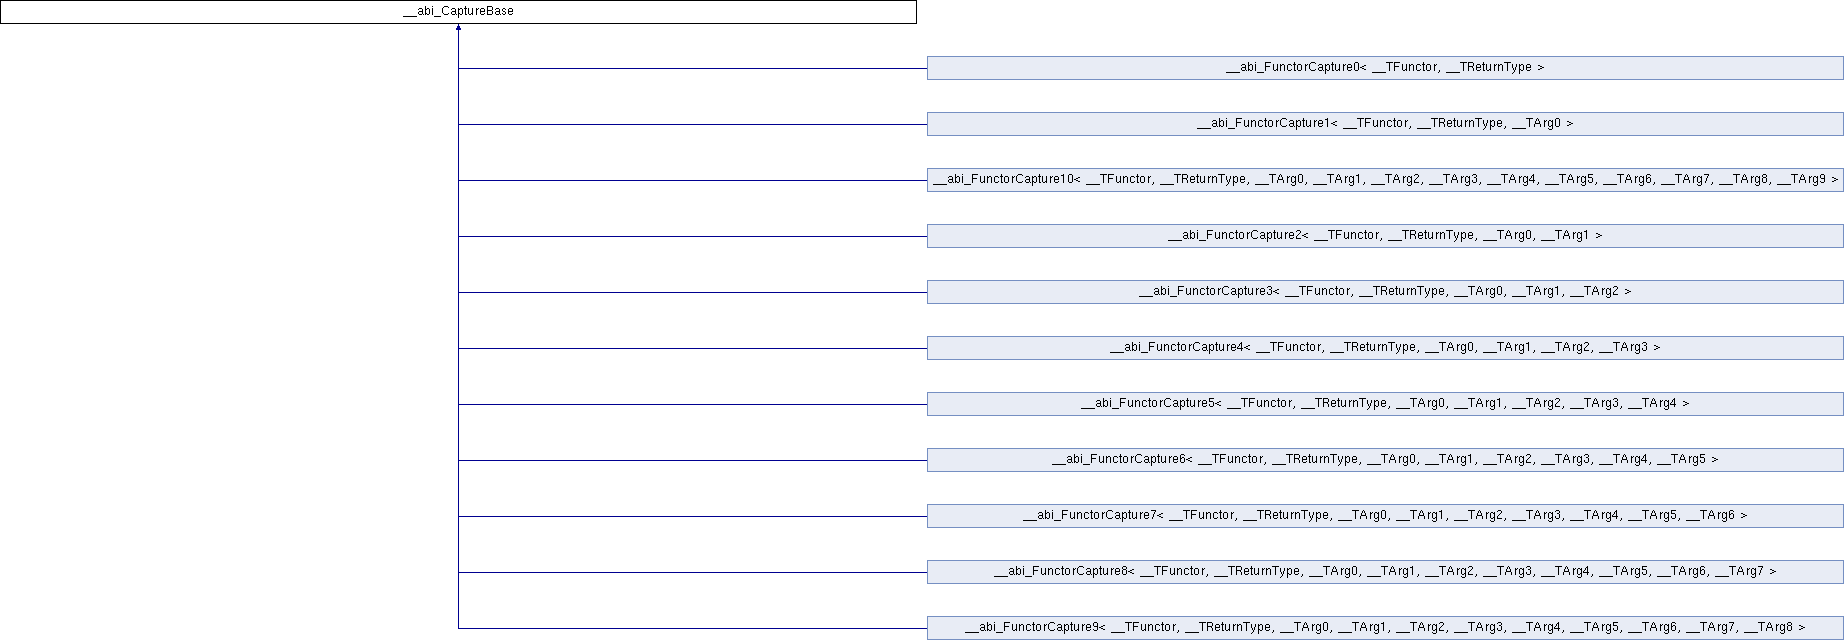 __abi_CaptureBase
__abi_FunctorCapture0< __TFunctor, __TReturnType >
__abi_FunctorCapture1< __TFunctor, __TReturnType, __TArg0 >
__abi_FunctorCapture10< __TFunctor, __TReturnType, __TArg0, __TArg1, __TArg2, __TArg3, __TArg4, __TArg5, __TArg6, __TArg7, __TArg8, __TArg9 >
__abi_FunctorCapture2< __TFunctor, __TReturnType, __TArg0, __TArg1 >
__abi_FunctorCapture3< __TFunctor, __TReturnType, __TArg0, __TArg1, __TArg2 >
__abi_FunctorCapture4< __TFunctor, __TReturnType, __TArg0, __TArg1, __TArg2, __TArg3 >
__abi_FunctorCapture5< __TFunctor, __TReturnType, __TArg0, __TArg1, __TArg2, __TArg3, __TArg4 >
__abi_FunctorCapture6< __TFunctor, __TReturnType, __TArg0, __TArg1, __TArg2, __TArg3, __TArg4, __TArg5 >
__abi_FunctorCapture7< __TFunctor, __TReturnType, __TArg0, __TArg1, __TArg2, __TArg3, __TArg4, __TArg5, __TArg6 >
__abi_FunctorCapture8< __TFunctor, __TReturnType, __TArg0, __TArg1, __TArg2, __TArg3, __TArg4, __TArg5, __TArg6, __TArg7 >
__abi_FunctorCapture9< __TFunctor, __TReturnType, __TArg0, __TArg1, __TArg2, __TArg3, __TArg4, __TArg5, __TArg6, __TArg7, __TArg8 >